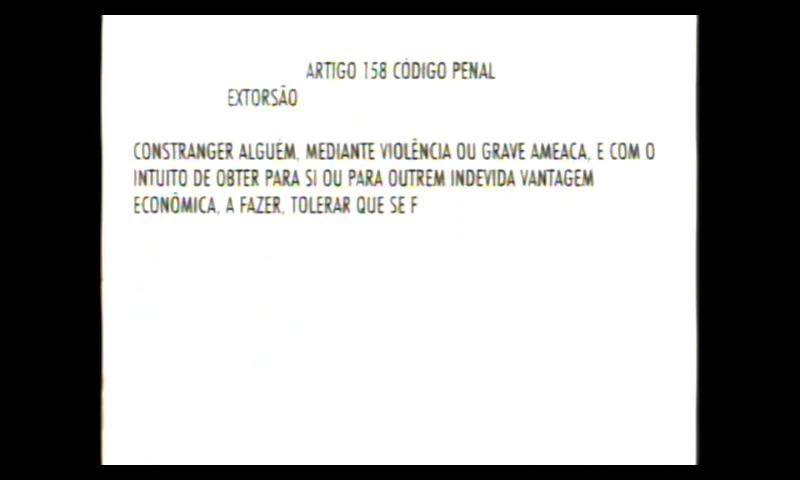 ARTIGO 158 CÓDIGO PENAL
EXTORSÃO
CONSTRANGER ALGUÉM, MEDIANTE VIOLÊNCIA OU GRAVE AMEACA, E COM O
INTUITO DE OBTER PARA SI OU PARA OUTREM INDEVIDA VANTAGEM
ECONÔMICA, A FAZER, TOLERAR QUE SE F